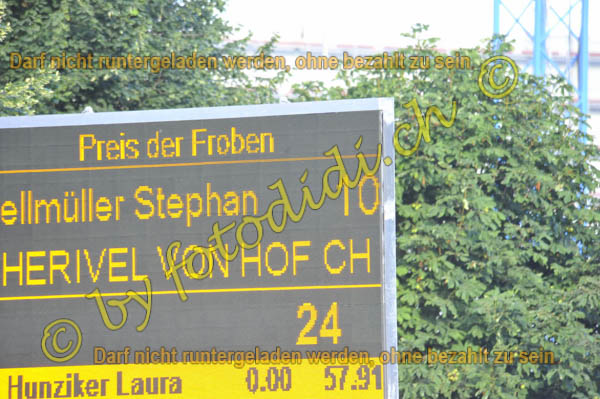 Darf nicht runtergeladen werden, ohne bezahlt zu sein.
Preis der Froben
ellmüller Stephan 10
HERIVEL VON HOF CH
© by fotodidi.ch ©
24
Darf nicht runtergeladen werden, ohne bezahlt zu sein.
Hunziker Laura 0.00 57.91